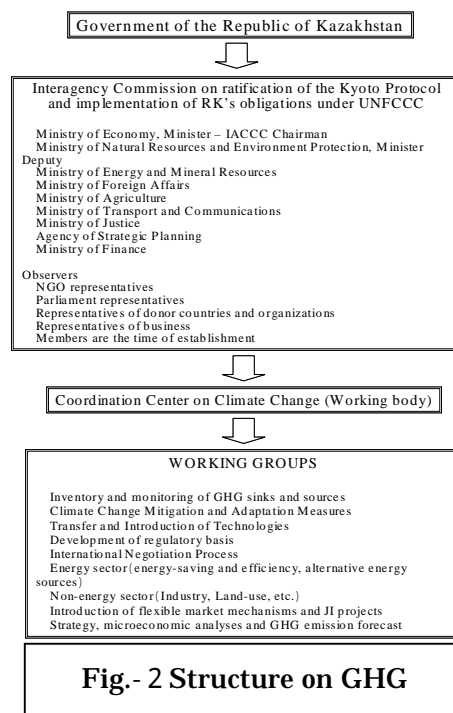 Government of the Republic of Kazakhstan
Interagency Commission on ratification of the Kyoto Protocol
and implementation of RK's obligations under UNFCCC
Ministry of Economy, Minister – IACCC Chairman
Ministry of Natural Resources and Environment Protection, Minister
Deputy
Ministry of Energy and Mineral Resources
Ministry of Foreign Affairs
Ministry of Agriculture
Ministry of Transport and Communications
Ministry of Justice
Agency of Strategic Planning
Ministry of Finance
Observers
NGO representatives
Parliament representatives
Representatives of donor countries and organizations
Representatives of business
Members are the time of establishment
Coordination Center on Climate Change (Working body)
WORKING GROUPS
Inventory and monitoring of GHG sinks and sources
Climate Change Mitigation and Adaptation Measures
Transfer and Introduction of Technologies
Development of regulatory basis
International Negotiation Process
Energy sector(energy-saving and efficiency, alternative energy
sources)
Non-energy sector(Industry, Land-use, etc.)
Introduction of flexible market mechanisms and JI projects
Strategy, microeconomic analyses and GHG emission forecast
Fig.- 2 Structure on GHG